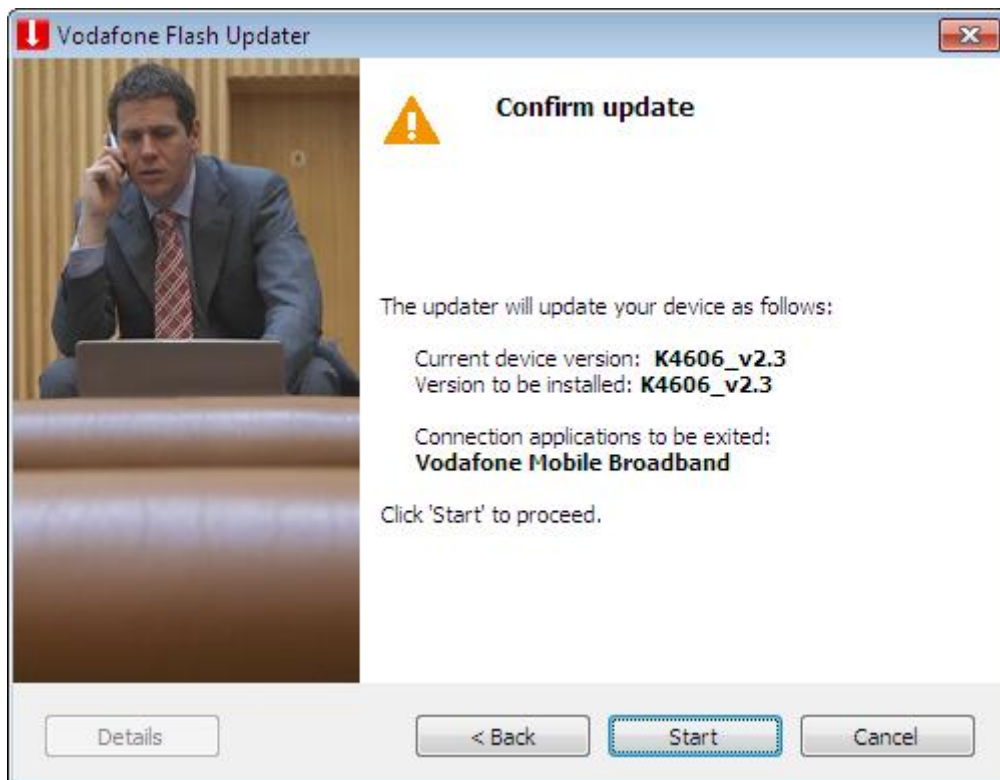 Vodafone Flash Updater
Confirm update
The updater will update your device as follows:
Current device version: K4606_v2.3
Version to be installed: K4606_v2.3
Connection applications to be exited:
Vodafone Mobile Broadband
Click 'Start' to proceed.
Details
< Back
Start
Cancel